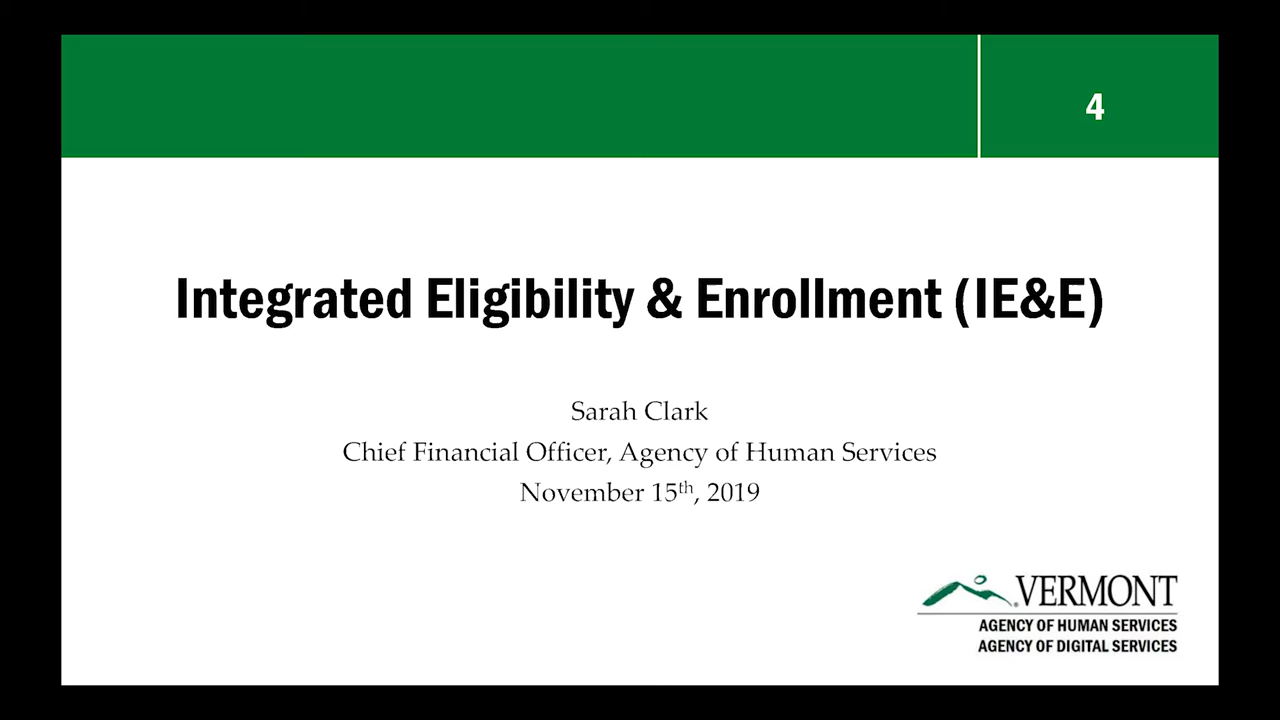 4
Integrated Eligibility & Enrollment (IE&E)
Sarah Clark
Chief Financial Officer, Agency of Human Services
November 15th, 2019
VERMONT
AGENCY OF HUMAN SERVICES
AGENCY OF DIGITAL SERVICES